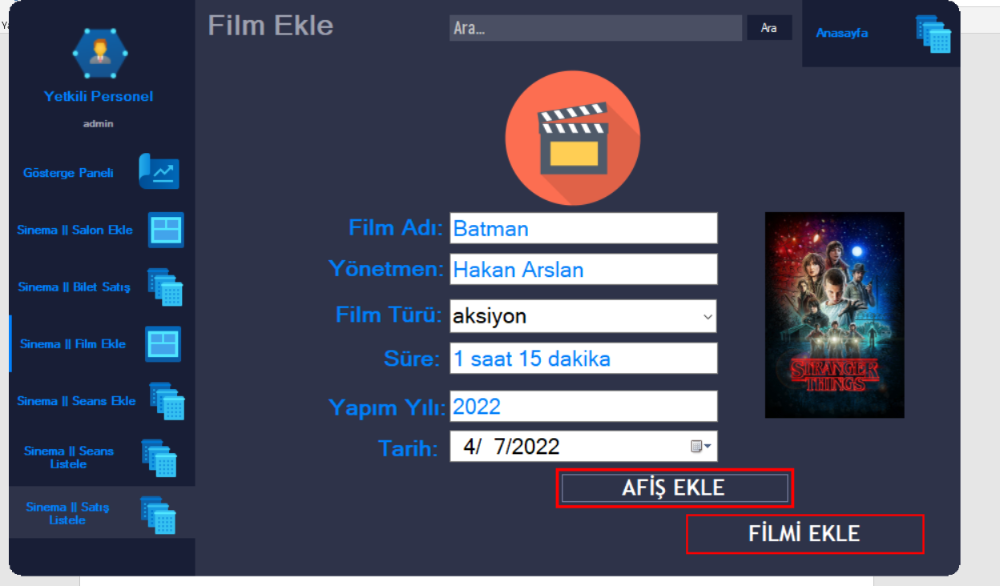 Film Ekle
Ara...
Ara
Anasayfa
Yetkili Personel
admin
Gösterge Paneli
Sinema || Salon Ekle
Sinema || Bilet Satış
Sinema || Film Ekle
Sinema || Seans Ekle
Sinema || Seans
Listele
Sinema || Satış
Listele
Film Adı: Batman
Yönetmen: Hakan Arslan
Film Türü: aksiyon
Süre: 1 saat 15 dakika
Yapım Yılı: 2022
Tarih: 4/ 7/2022
STRANGER
THINGS
AFİŞ EKLE
FİLMİ EKLE